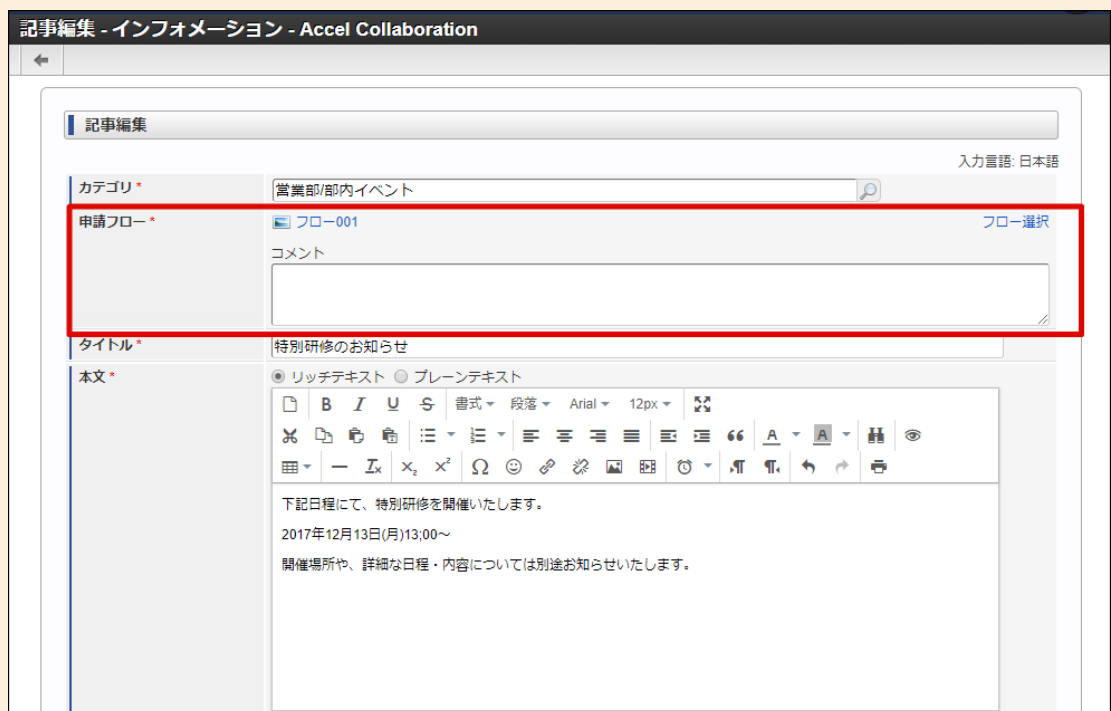 記事編集 - インフォメーション - Accel Collaboration
記事編集
入力言語: 日本語
カテゴリ *
営業部/部内イベント
申請フロー *
フロー001
フロー選択
コメント
タイトル *
特別研修のお知らせ
本文 *
リッチテキスト プレーンテキスト
B I U S 書式 段落 Arial 12px
A A
Ix x₂ x² Ω
下記日程にて、特別研修を開催いたします。
2017年12月13日(月)13;00～
開催場所や、詳細な日程・内容については別途お知らせいたします。